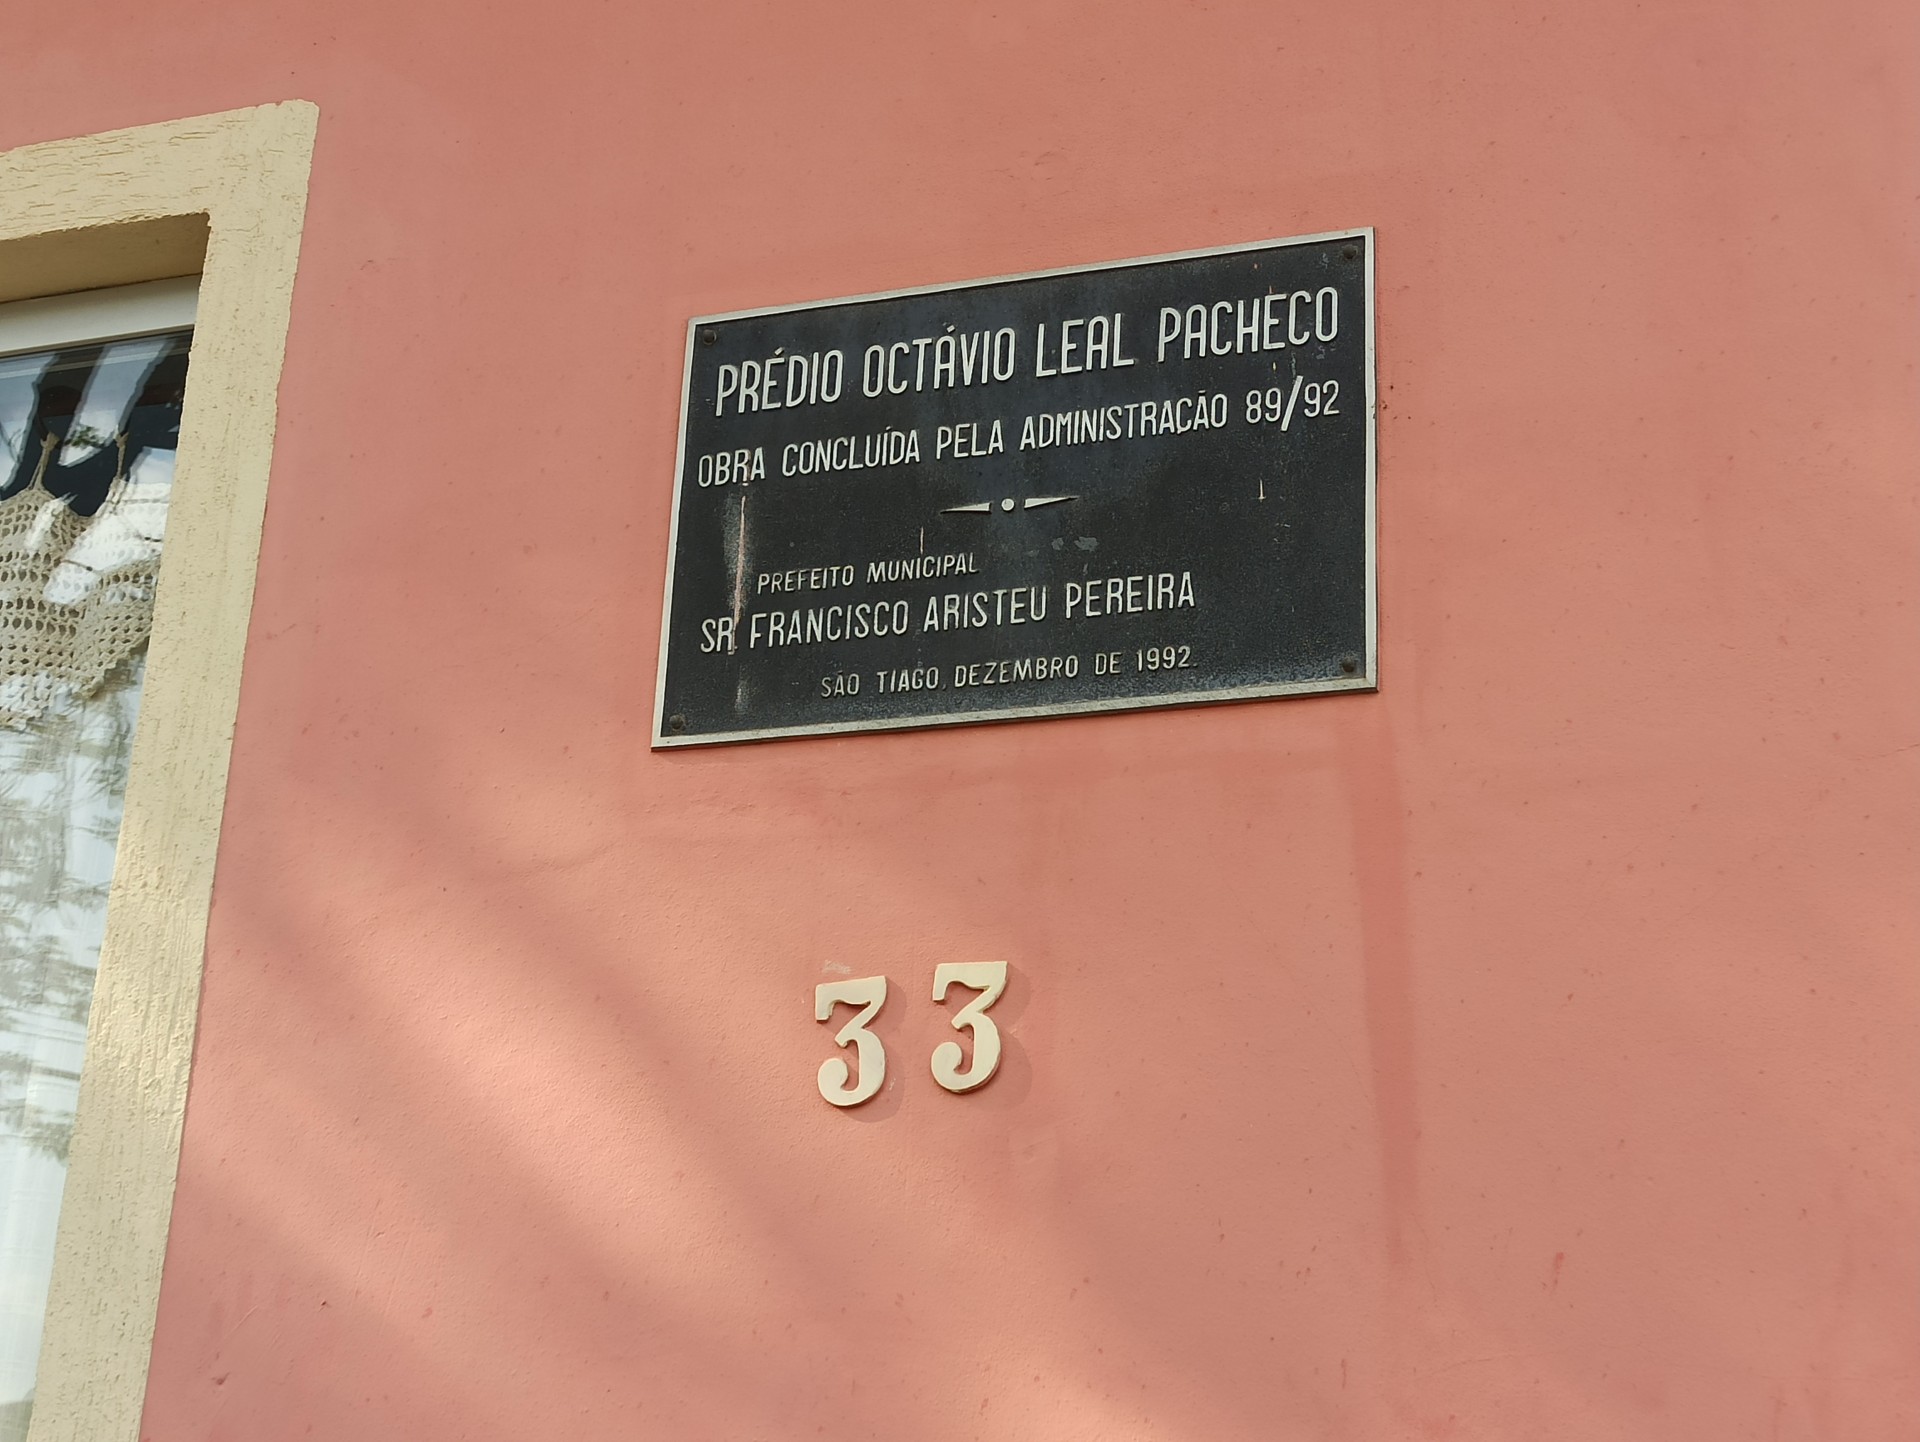 PRÉDIO OCTÁVIO LEAL PACHECO
OBRA CONCLUÍDA PELA ADMINISTRAÇÃO 89/92
PREFEITO MUNICIPAL
SR. FRANCISCO ARISTEU PEREIRA
SÃO TIAGO, DEZEMBRO DE 1992.
33